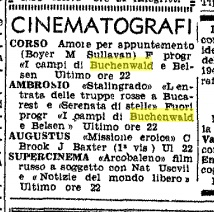 CINEMATOGRAFI
CORSO Amore per appuntamento
(Boyer M Sullavan) F progr
«I campi di Buchenwald e Bel-
sen Ultimo ore 22
AMBROSIO «Stalingrado» L'en-
trata delle truppe rosse a Buca-
rest e «Serenata di stelle» Fuori
progr «I campi di Buchenwald
e Belsen» Ultimo ore 22
AUGUSTUS «Missione eroica» C
Brook J Baxter (1ª vis) Ul 22
SUPERCINEMA «Arcobaleno» film
russo a soggetto con Nat Uscvii
e «Notizie del mondo libero»
Ultimo ore 22